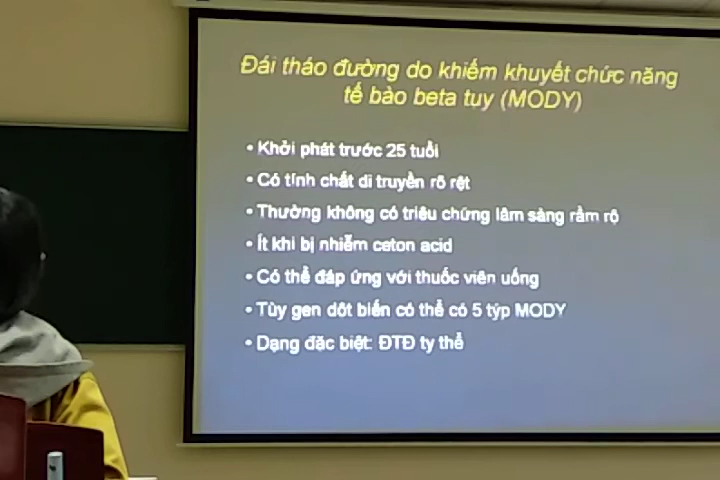 Đái tháo đường do khiếm khuyết chức năng
tế bào beta tuy (MODY)
• Khởi phát trước 25 tuổi
• Có tính chất di truyền rõ rệt
• Thường không có triệu chứng lâm sàng rầm rộ
• Ít khi bị nhiễm ceton acid
• Có thể đáp ứng với thuốc viên uống
• Tùy gen dột biến có thể có 5 týp MODY
• Dạng đặc biệt: ĐTĐ ty thể